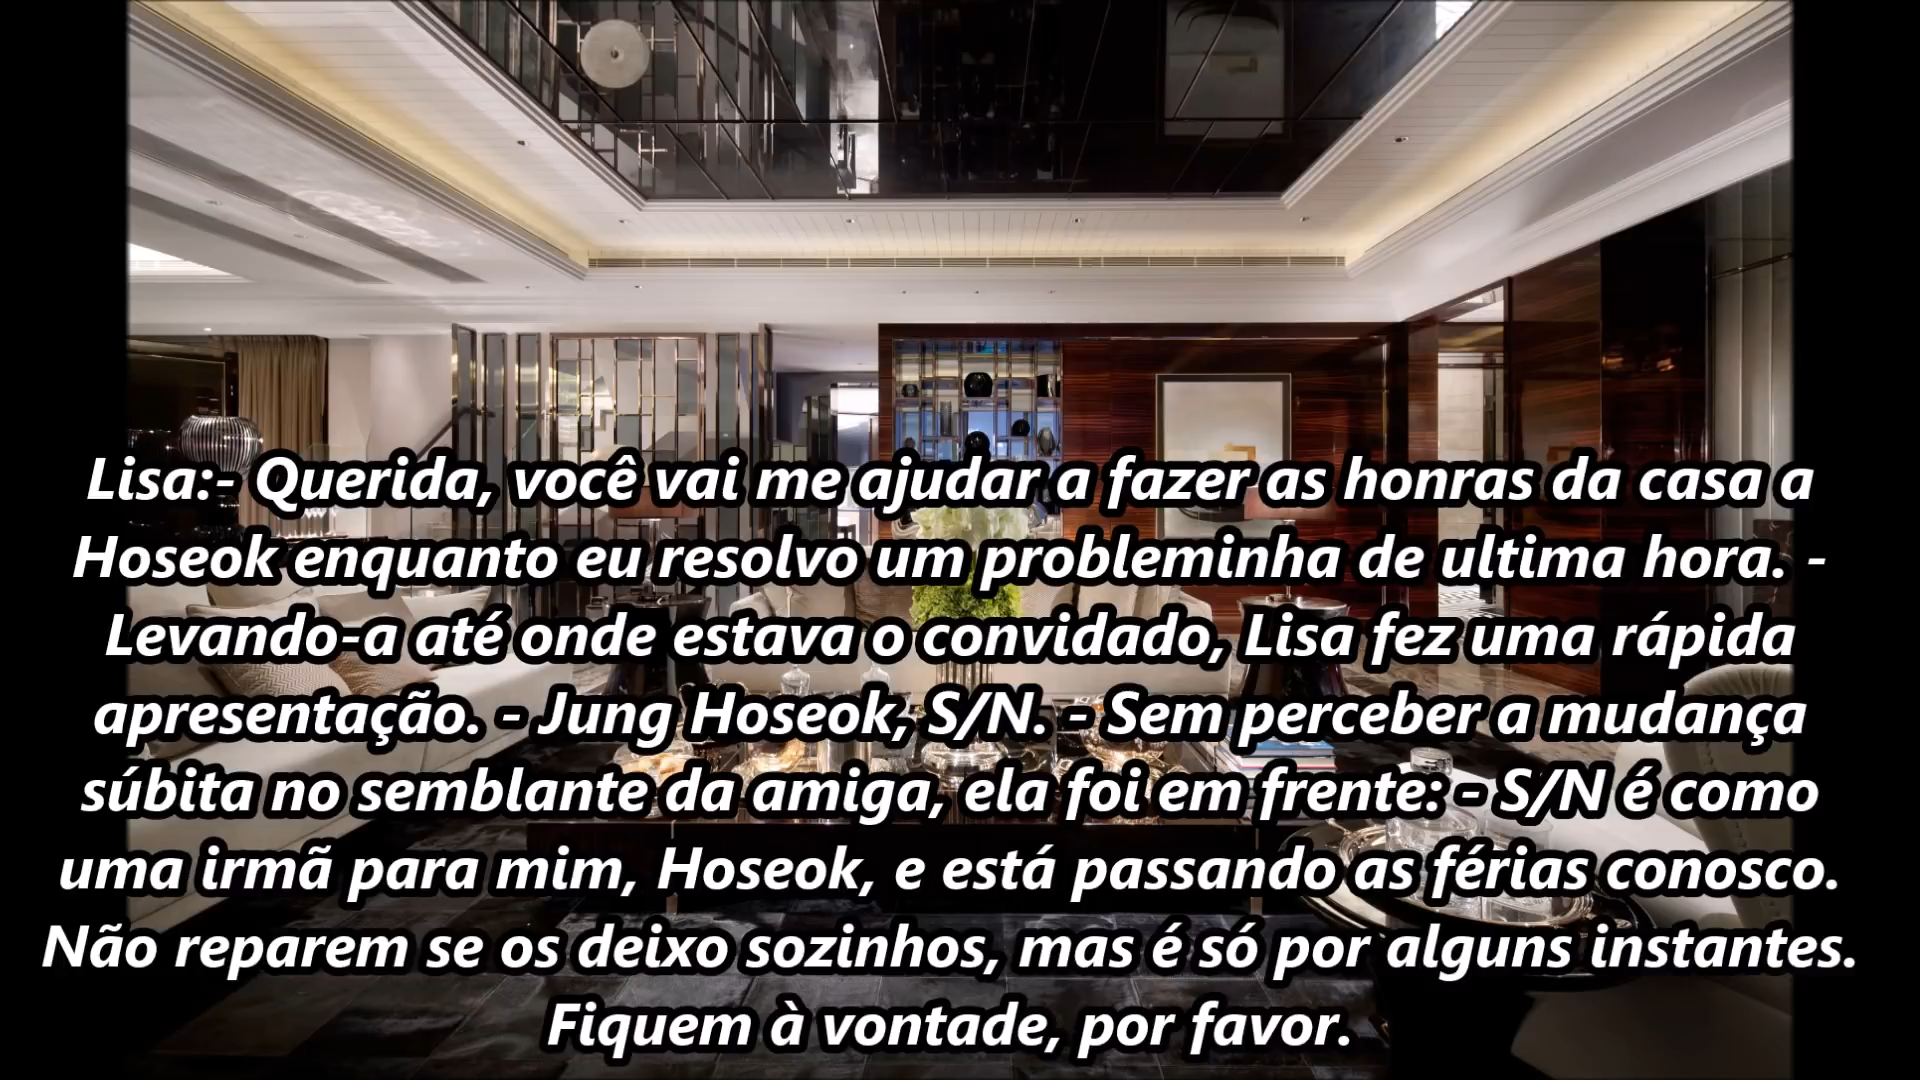 Lisa:- Querida, você vai me ajudar a fazer as honras da casa a
Hoseok enquanto eu resolvo um probleminha de ultima hora. -
Levando-a até onde estava o convidado, Lisa fez uma rápida
apresentação. - Jung Hoseok, S/N. - Sem perceber a mudança
súbita no semblante da amiga, ela foi em frente: - S/N é como
uma irmã para mim, Hoseok, e está passando as férias conosco.
Não reparem se os deixo sozinhos, mas é só por alguns instantes.
Fiquem à vontade, por favor.